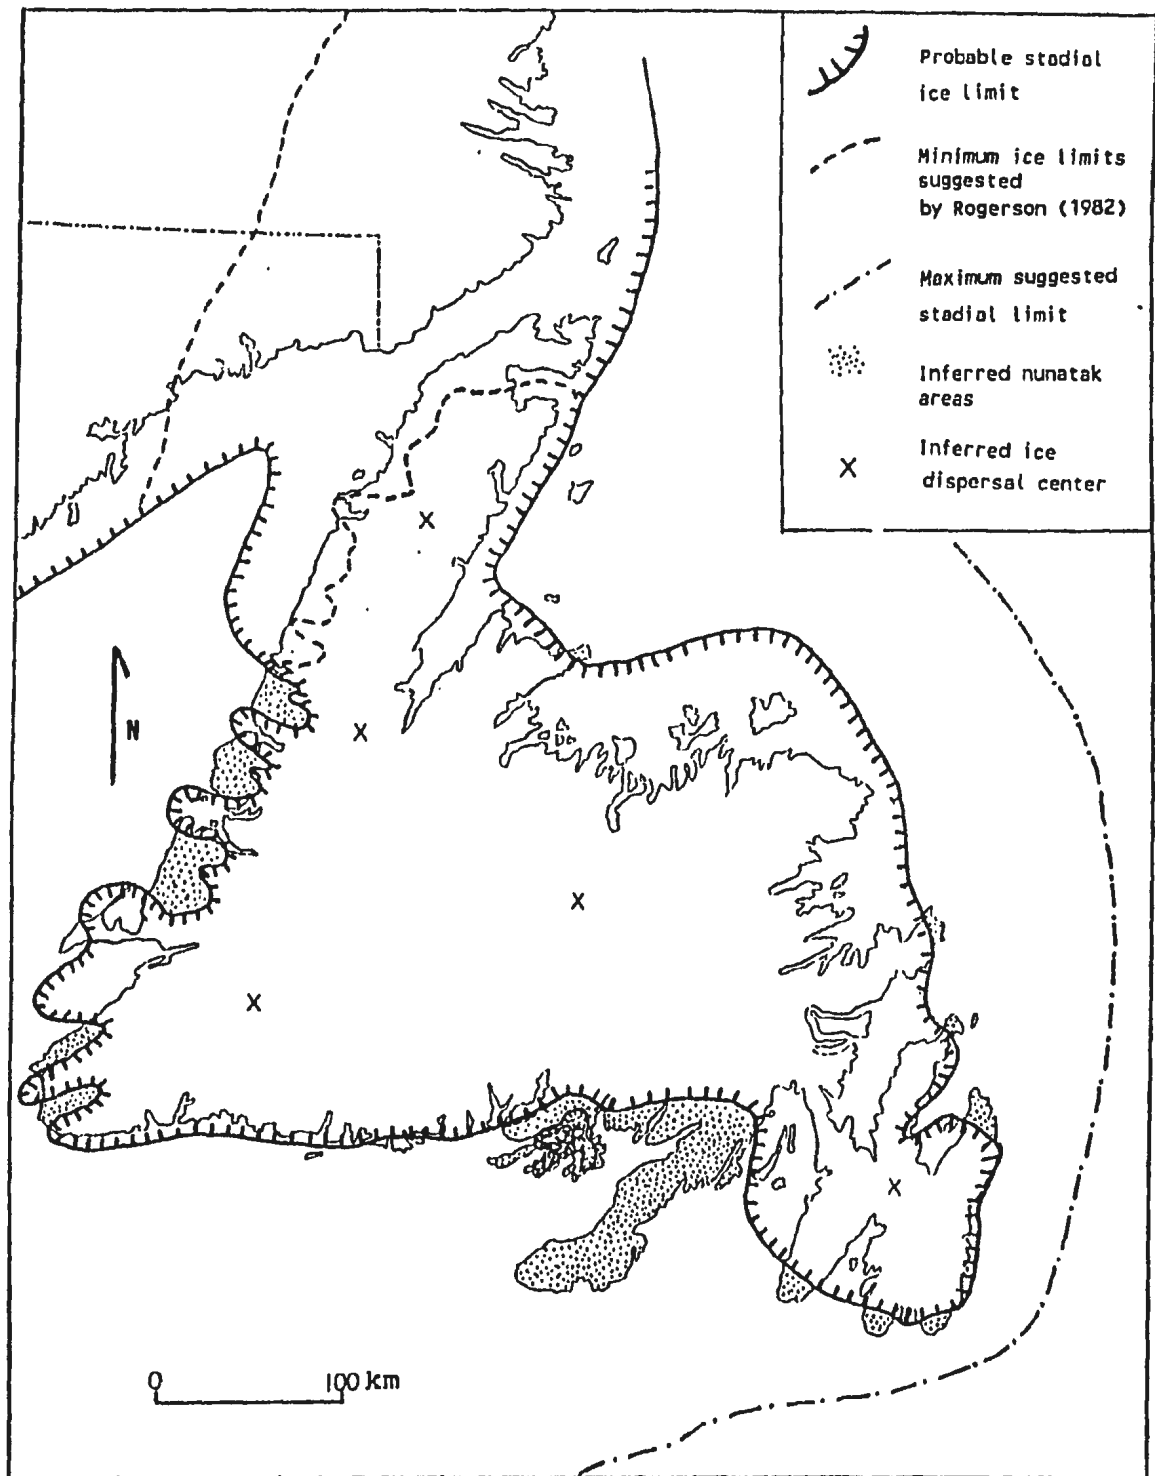 Probable stadial
ice limit
Minimum ice limits
suggested
by Rogerson (1982)
Maximum suggested
stadial limit
Inferred nunatak
areas
X
Inferred ice
dispersal center
X
X
N
X
X
X
0
100 km